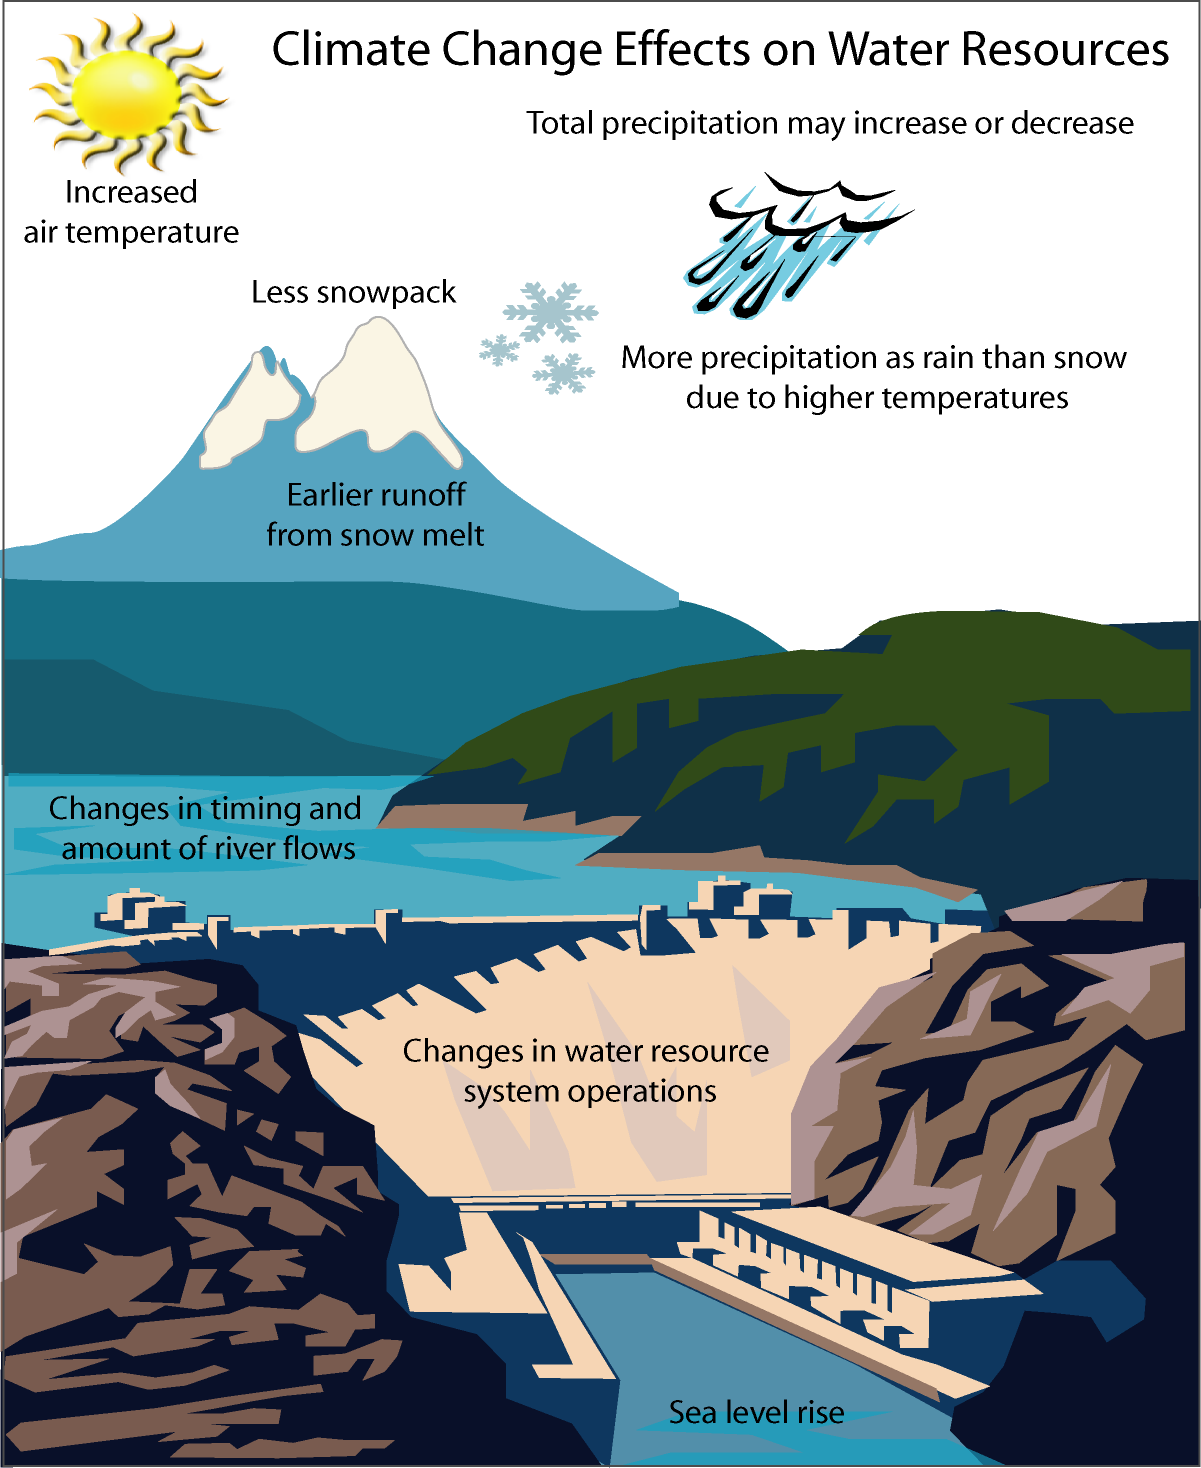 Climate Change Effects on Water Resources
Total precipitation may increase or decrease
Increased
air temperature
Less snowpack
More precipitation as rain than snow
due to higher temperatures
Earlier runoff
from snow melt
Changes in timing and
amount of river flows
Changes in water resource
system operations
Sea level rise